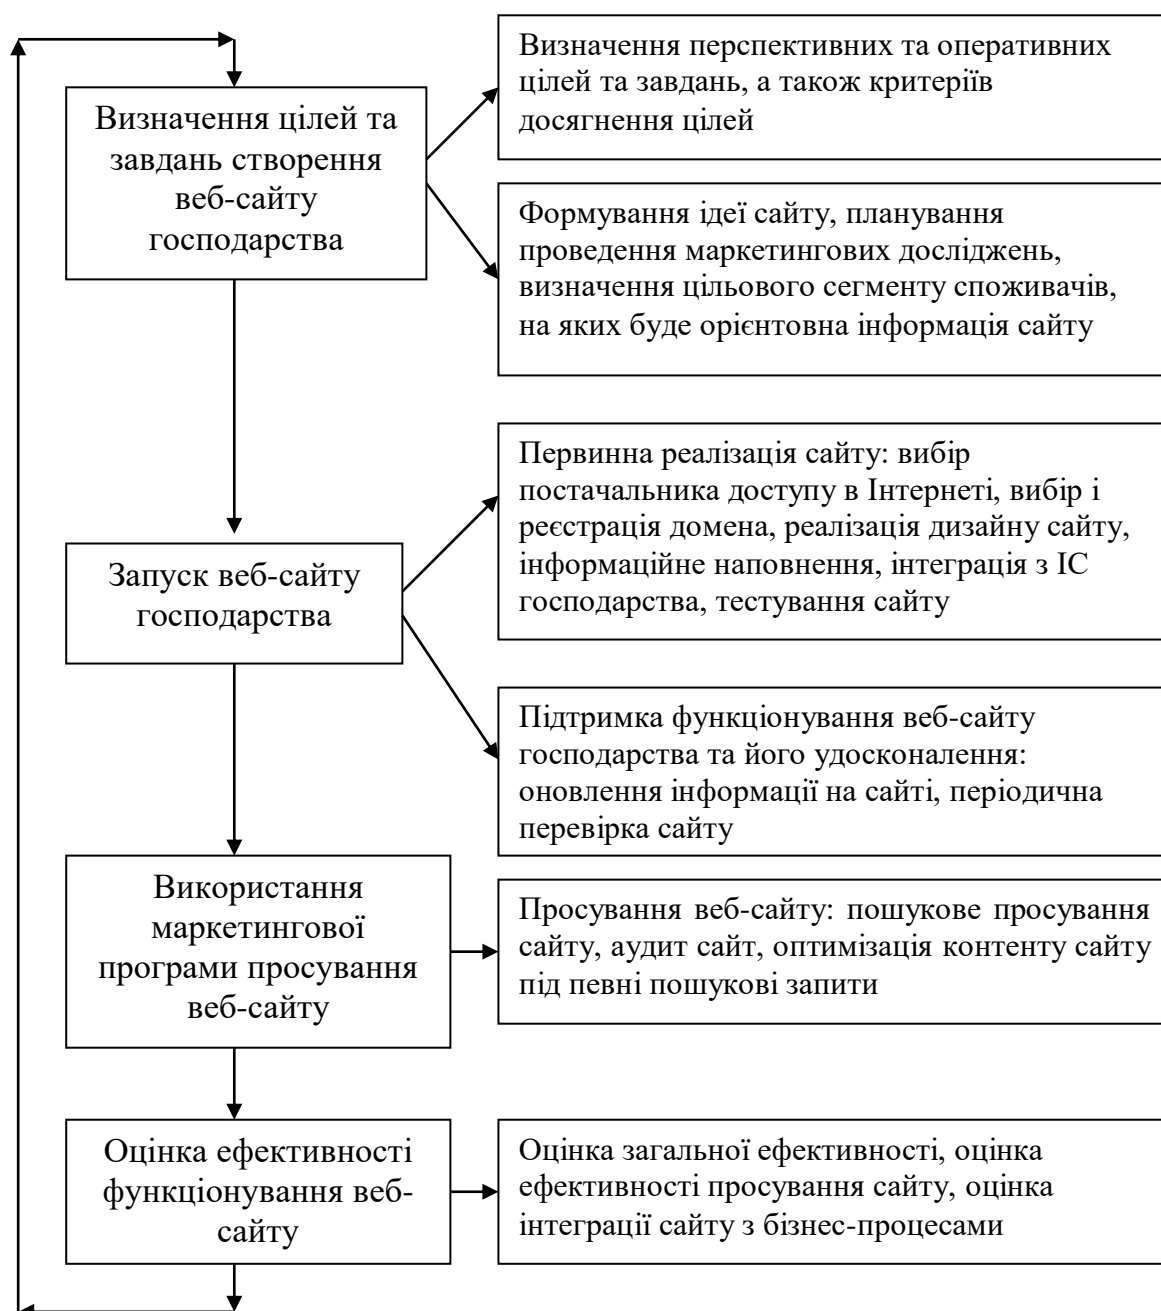 Визначення цілей та
завдань створення
веб-сайту
господарства
Визначення перспективних та оперативних
цілей та завдань, а також критеріїв
досягнення цілей
Формування ідеї сайту, планування
проведення маркетингових досліджень,
визначення цільового сегменту споживачів,
на яких буде орієнтовна інформація сайту
Запуск веб-сайту
господарства
Первинна реалізація сайту: вибір
постачальника доступу в Інтернеті, вибір і
реєстрація домена, реалізація дизайну сайту,
інформаційне наповнення, інтеграція з ІС
господарства, тестування сайту
Підтримка функціонування веб-сайту
господарства та його удосконалення:
оновлення інформації на сайті, періодична
перевірка сайту
Використання
маркетингової
програми просування
веб-сайту
Просування веб-сайту: пошукове просування
сайту, аудит сайт, оптимізація контенту сайту
під певні пошукові запити
Оцінка ефективності
функціонування веб-
сайту
Оцінка загальної ефективності, оцінка
ефективності просування сайту, оцінка
інтеграції сайту з бізнес-процесами